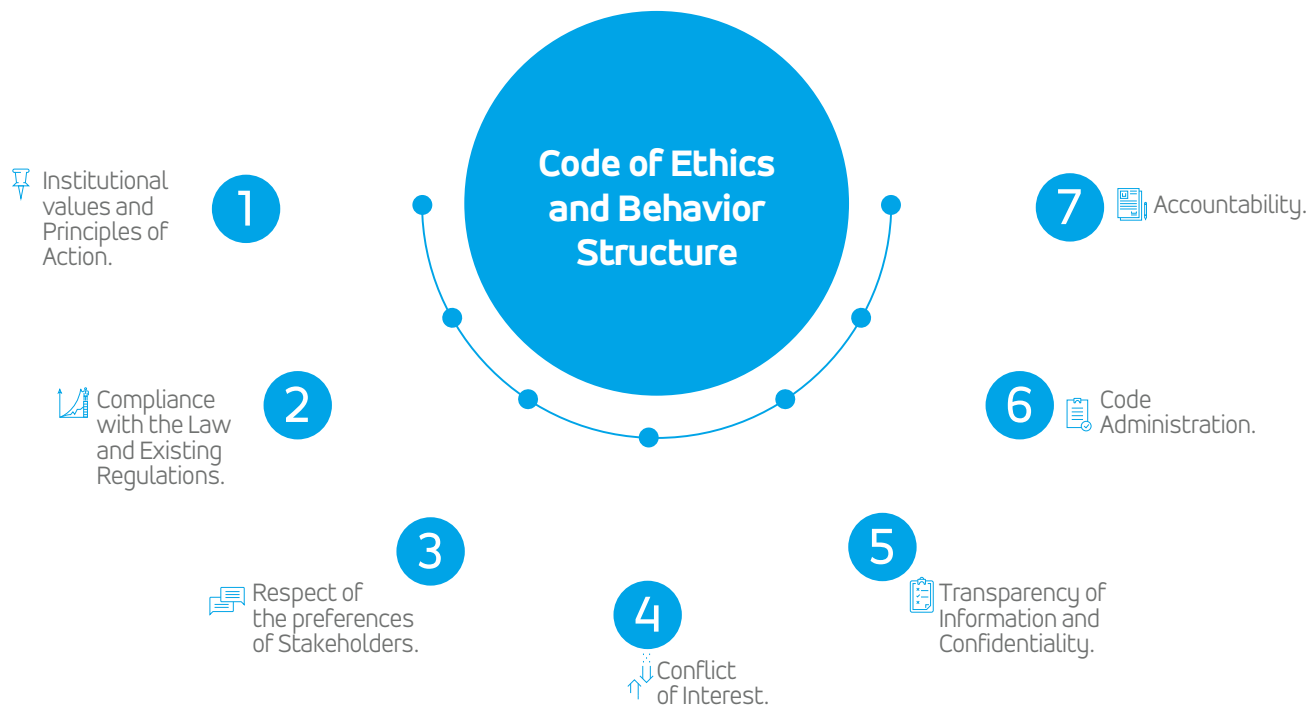 Code of Ethics
and Behavior
Structure
1
Institutional
values and
Principles of
Action.
2
Compliance
with the Law
and Existing
Regulations.
3
Respect of
the preferences
of Stakeholders.
4
Conflict
of Interest.
5
Transparency of
Information and
Confidentiality.
6
Code
Administration.
7
Accountability.